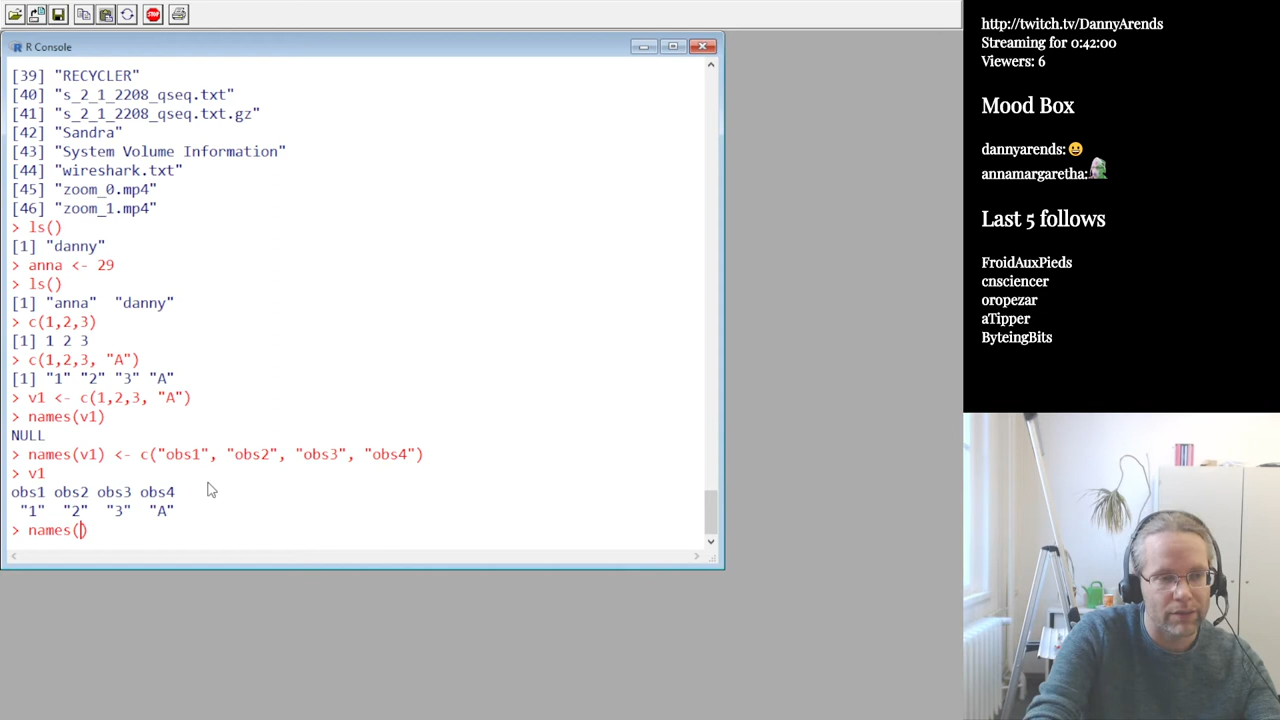 R Console
[39] "RECYCLER"
[40] "s_2_1_2208_qseq.txt"
[41] "s_2_1_2208_qseq.txt.gz"
[42] "Sandra"
[43] "System Volume Information"
[44] "wireshark.txt"
[45] "zoom_0.mp4"
[46] "zoom_1.mp4"
> ls()
[1] "danny"
> anna <- 29
> ls()
[1] "anna" "danny"
> c(1,2,3)
[1] 1 2 3
> c(1,2,3, "A")
[1] "1" "2" "3" "A"
> v1 <- c(1,2,3, "A")
> names(v1)
NULL
> names(v1) <- c("obs1", "obs2", "obs3", "obs4")
> v1
obs1 obs2 obs3 obs4
"1" "2" "3" "A"
> names()
http://twitch.tv/DannyArends
Streaming for 0:42:00
Viewers: 6
Mood Box
dannyarends:
annamargaretha:
Last 5 follows
FroidAuxPieds
cnsciencer
oropezar
aTipper
ByteingBits
STOP